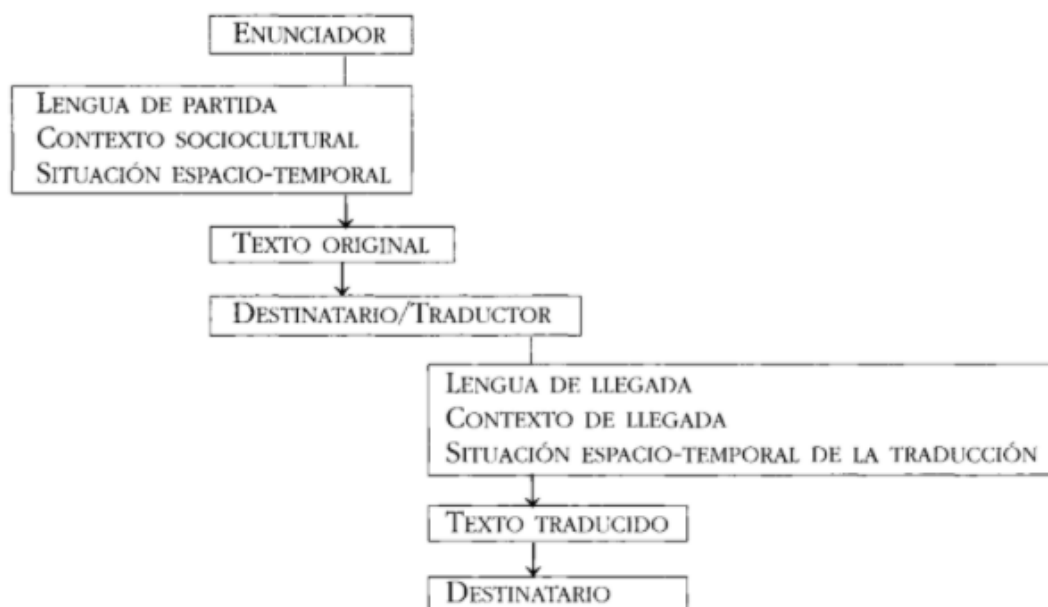 ENUNCIADOR
LENGUA DE PARTIDA
CONTEXTO SOCIOCULTURAL
SITUACIÓN ESPACIO-TEMPORAL
TEXTO ORIGINAL
DESTINATARIO/TRADUCTOR
LENGUA DE LLEGADA
CONTEXTO DE LLEGADA
SITUACIÓN ESPACIO-TEMPORAL DE LA TRADUCCIÓN
TEXTO TRADUCIDO
DESTINATARIO